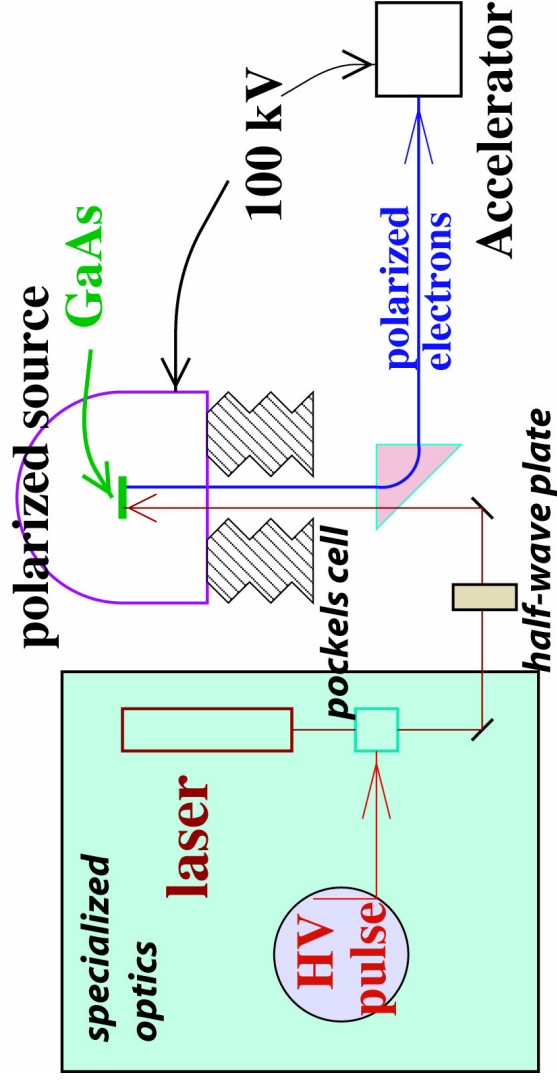 specialized
optics
laser
HV
pulse
pockels cell
half-wave plate
polarized source
GaAs
100 kV
polarized
electrons
Accelerator